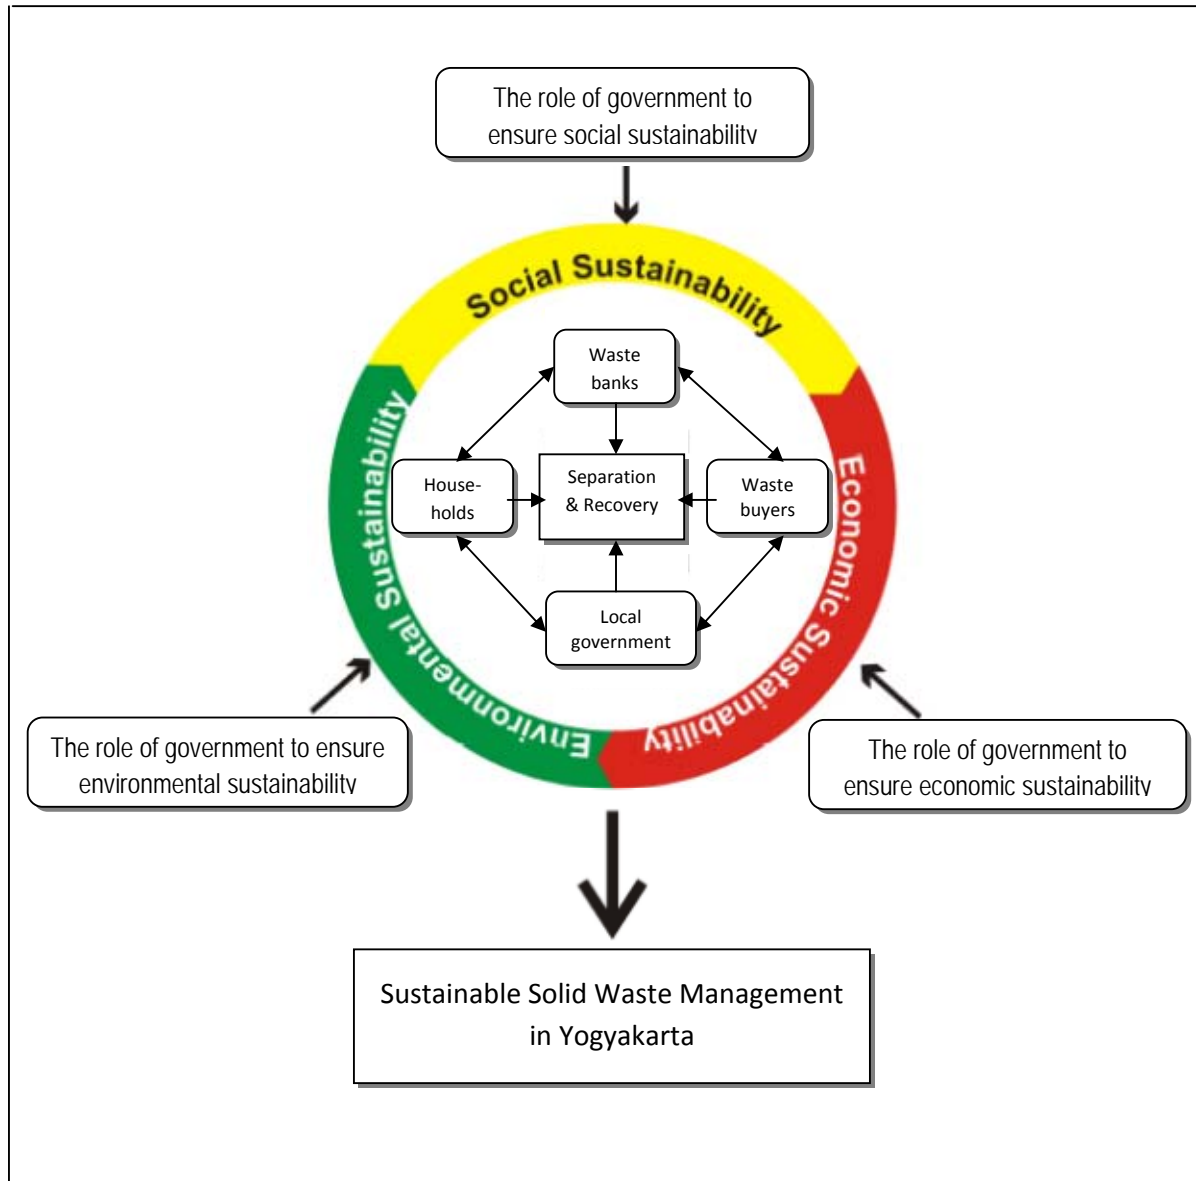 The role of government to
ensure social sustainability
Social Sustainability
Waste
banks
House-
holds
Separation
& Recovery
Waste
buyers
Local
government
Environmental Sustainability
Economic Sustainability
The role of government to ensure
environmental sustainability
The role of government to
ensure economic sustainability
Sustainable Solid Waste Management
in Yogyakarta